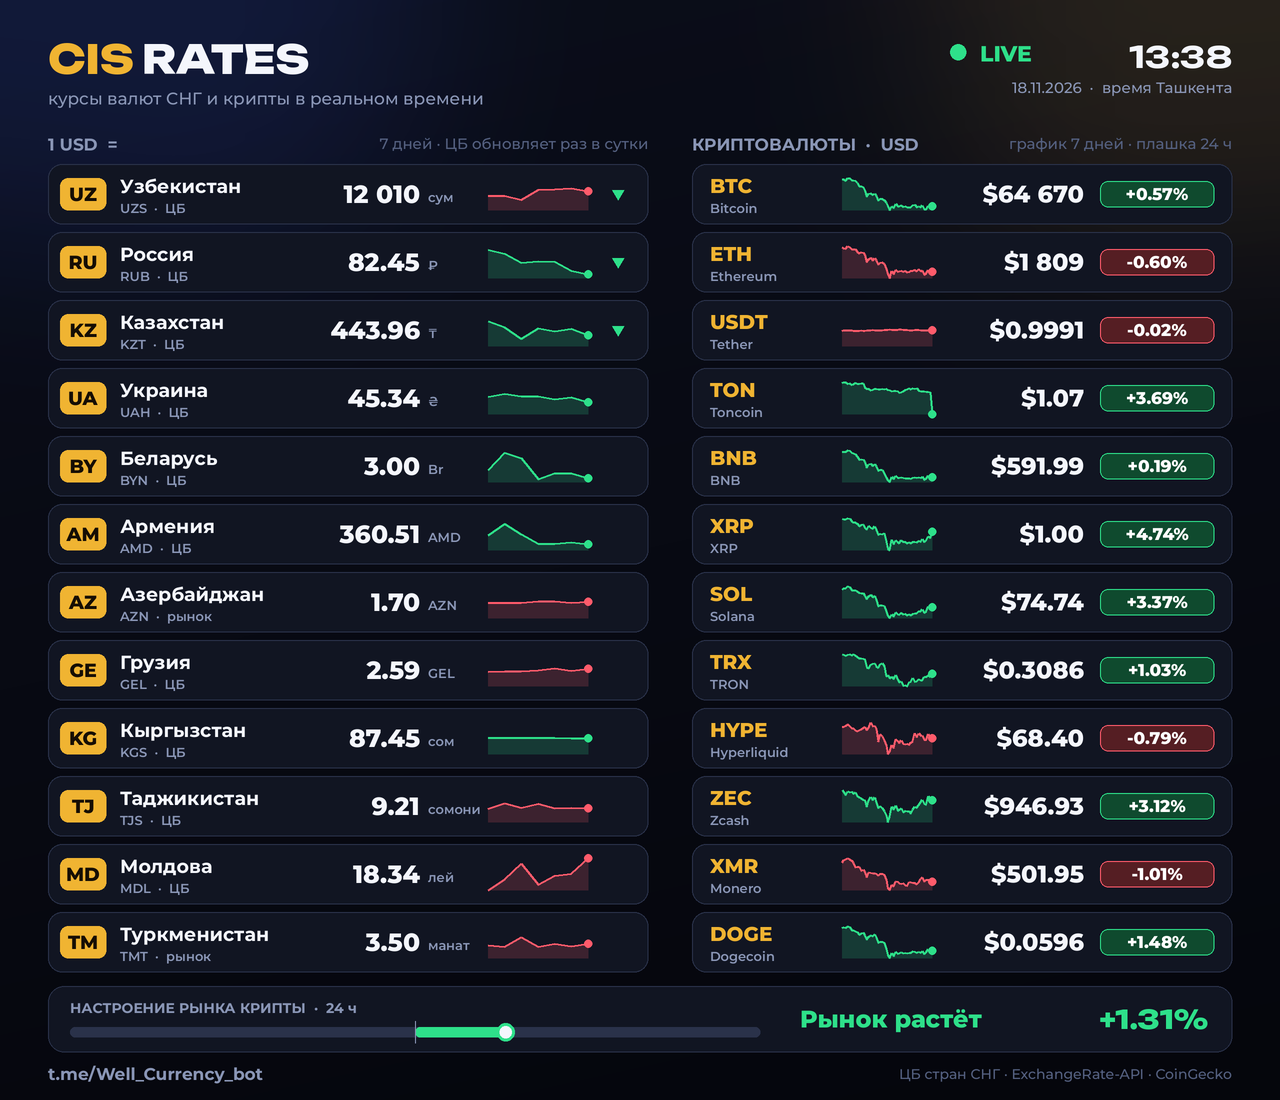 CIS RATES
курсы валют СНГ и крипты в реальном времени
LIVE 13:38
18.11.2026 · время Ташкента
1 USD =
7 дней · ЦБ обновляет раз в сутки
UZ Узбекистан 12 010 сум
UZS · ЦБ
RU Россия 82.45 ₽
RUB · ЦБ
KZ Казахстан 443.96 ₸
KZT · ЦБ
UA Украина 45.34 ₴
UAH · ЦБ
BY Беларусь 3.00 Br
BYN · ЦБ
AM Армения 360.51 AMD
AMD · ЦБ
AZ Азербайджан 1.70 AZN
AZN · рынок
GE Грузия 2.59 GEL
GEL · ЦБ
KG Кыргызстан 87.45 сом
KGS · ЦБ
TJ Таджикистан 9.21 сомони
TJS · ЦБ
MD Молдова 18.34 лей
MDL · ЦБ
TM Туркменистан 3.50 манат
TMT · рынок
КРИПТОВАЛЮТЫ · USD
график 7 дней · плашка 24 ч
BTC $64 670 +0.57%
Bitcoin
ETH $1 809 -0.60%
Ethereum
USDT $0.9991 -0.02%
Tether
TON $1.07 +3.69%
Toncoin
BNB $591.99 +0.19%
BNB
XRP $1.00 +4.74%
XRP
SOL $74.74 +3.37%
Solana
TRX $0.3086 +1.03%
TRON
HYPE $68.40 -0.79%
Hyperliquid
ZEC $946.93 +3.12%
Zcash
XMR $501.95 -1.01%
Monero
DOGE $0.0596 +1.48%
Dogecoin
НАСТРОЕНИЕ РЫНКА КРИПТЫ · 24 ч
Рынок растёт +1.31%
t.me/Well_Currency_bot
ЦБ стран СНГ · ExchangeRate-API · CoinGecko